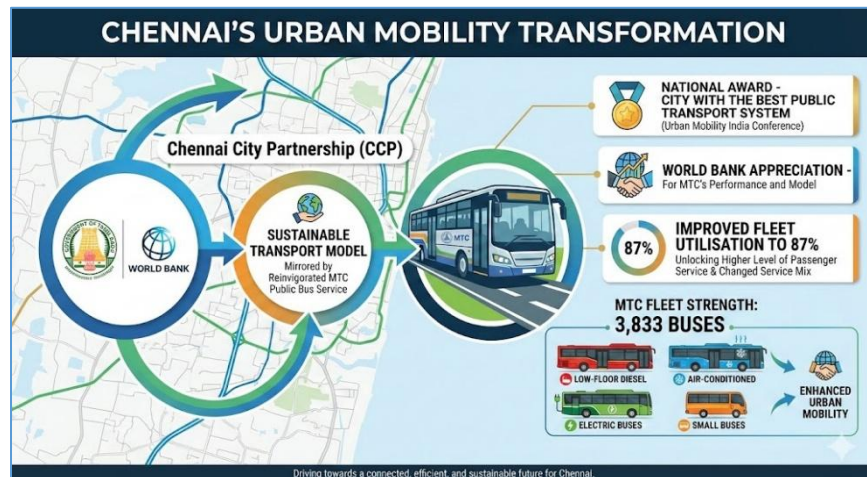 CHENNAI'S URBAN MOBILITY TRANSFORMATION
Chennai City Partnership (CCP)
WORLD BANK
SUSTAINABLE
TRANSPORT MODEL
Mirrored by
Reinvigorated MTC
Public Bus Service
MTC
NATIONAL AWARD -
CITY WITH THE BEST PUBLIC
TRANSPORT SYSTEM
(Urban Mobility India Conference)
WORLD BANK APPRECIATION -
For MTC's Performance and Model
87%
IMPROVED FLEET
UTILISATION TO 87%
Unlocking Higher Level of Passenger
Service & Changed Service Mix
MTC FLEET STRENGTH:
3,833 BUSES
LOW-FLOOR DIESEL
AIR-CONDITIONED
ELECTRIC BUSES
SMALL BUSES
ENHANCED
URBAN
MOBILITY
Driving towards a connected, efficient, and sustainable future for Chennai.